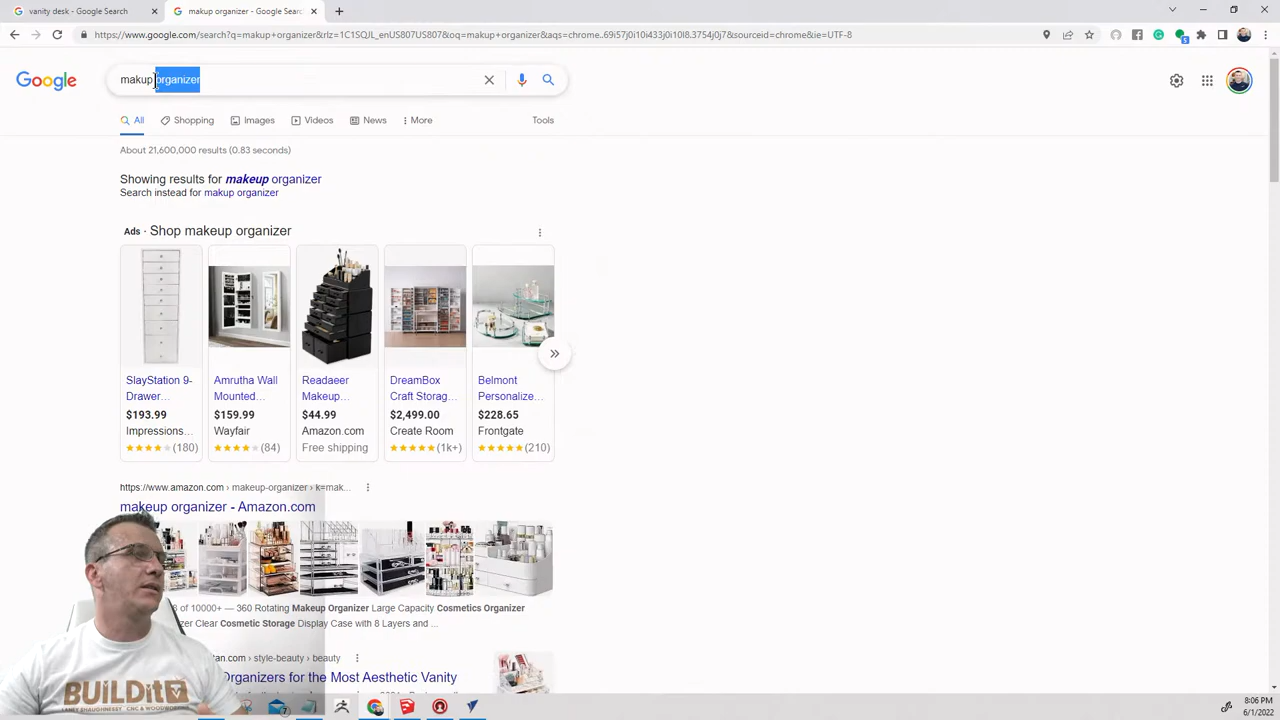 vanity desk - Google Search
makup organizer - Google Sear
https://www.google.com/search?q=makup+organizer&rlz=1C1SQJL_enUS807US807&oq=makup+organizer&aqs=chrome..69i57j0i10i433j0i10l8.3754j0j7&sourceid=chrome&ie=UTF-8
Google
makup organizer
All
Shopping
Images
Videos
News
More
Tools
About 21,600,000 results (0.83 seconds)
Showing results for makeup organizer
Search instead for makup organizer
Ads · Shop makeup organizer
SlayStation 9-
Drawer…
$193.99
Impressions…
(180)
Amrutha Wall
Mounted…
$159.99
Wayfair
(84)
Readaeer
Makeup…
$44.99
Amazon.com
Free shipping
DreamBox
Craft Storag…
$2,499.00
Create Room
(1k+)
Belmont
Personalize…
$228.65
Frontgate
(210)
https://www.amazon.com › makeup-organizer › k=mak...
makeup organizer - Amazon.com
of 10000+ — 360 Rotating Makeup Organizer Large Capacity Cosmetics Organizer
zer Clear Cosmetic Storage Display Case with 8 Layers and ...
tan.com › style-beauty › beauty
Organizers for the Most Aesthetic Vanity
BUILDit
LANEY SHAUGHNESSY CNC & WOODWORKING
8:06 PM
6/1/2022